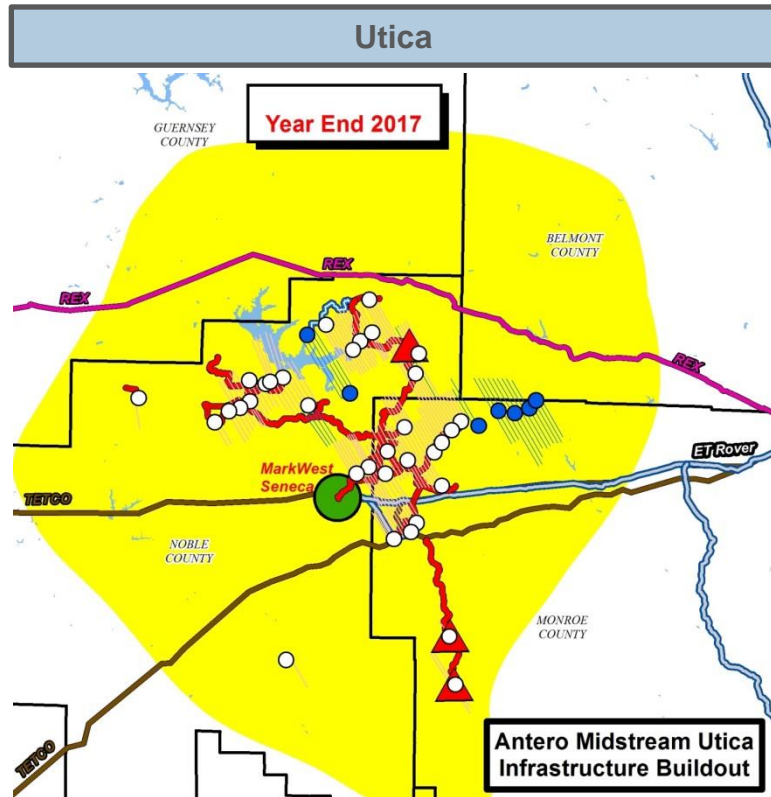 Utica
GUERNSEY
COUNTY
Year End 2017
BELMONT
COUNTY
REX
REX
REX
ET Rover
MarkWest
Seneca
TETCO
NOBLE
COUNTY
MONROE
COUNTY
TETCO
Antero Midstream Utica
Infrastructure Buildout